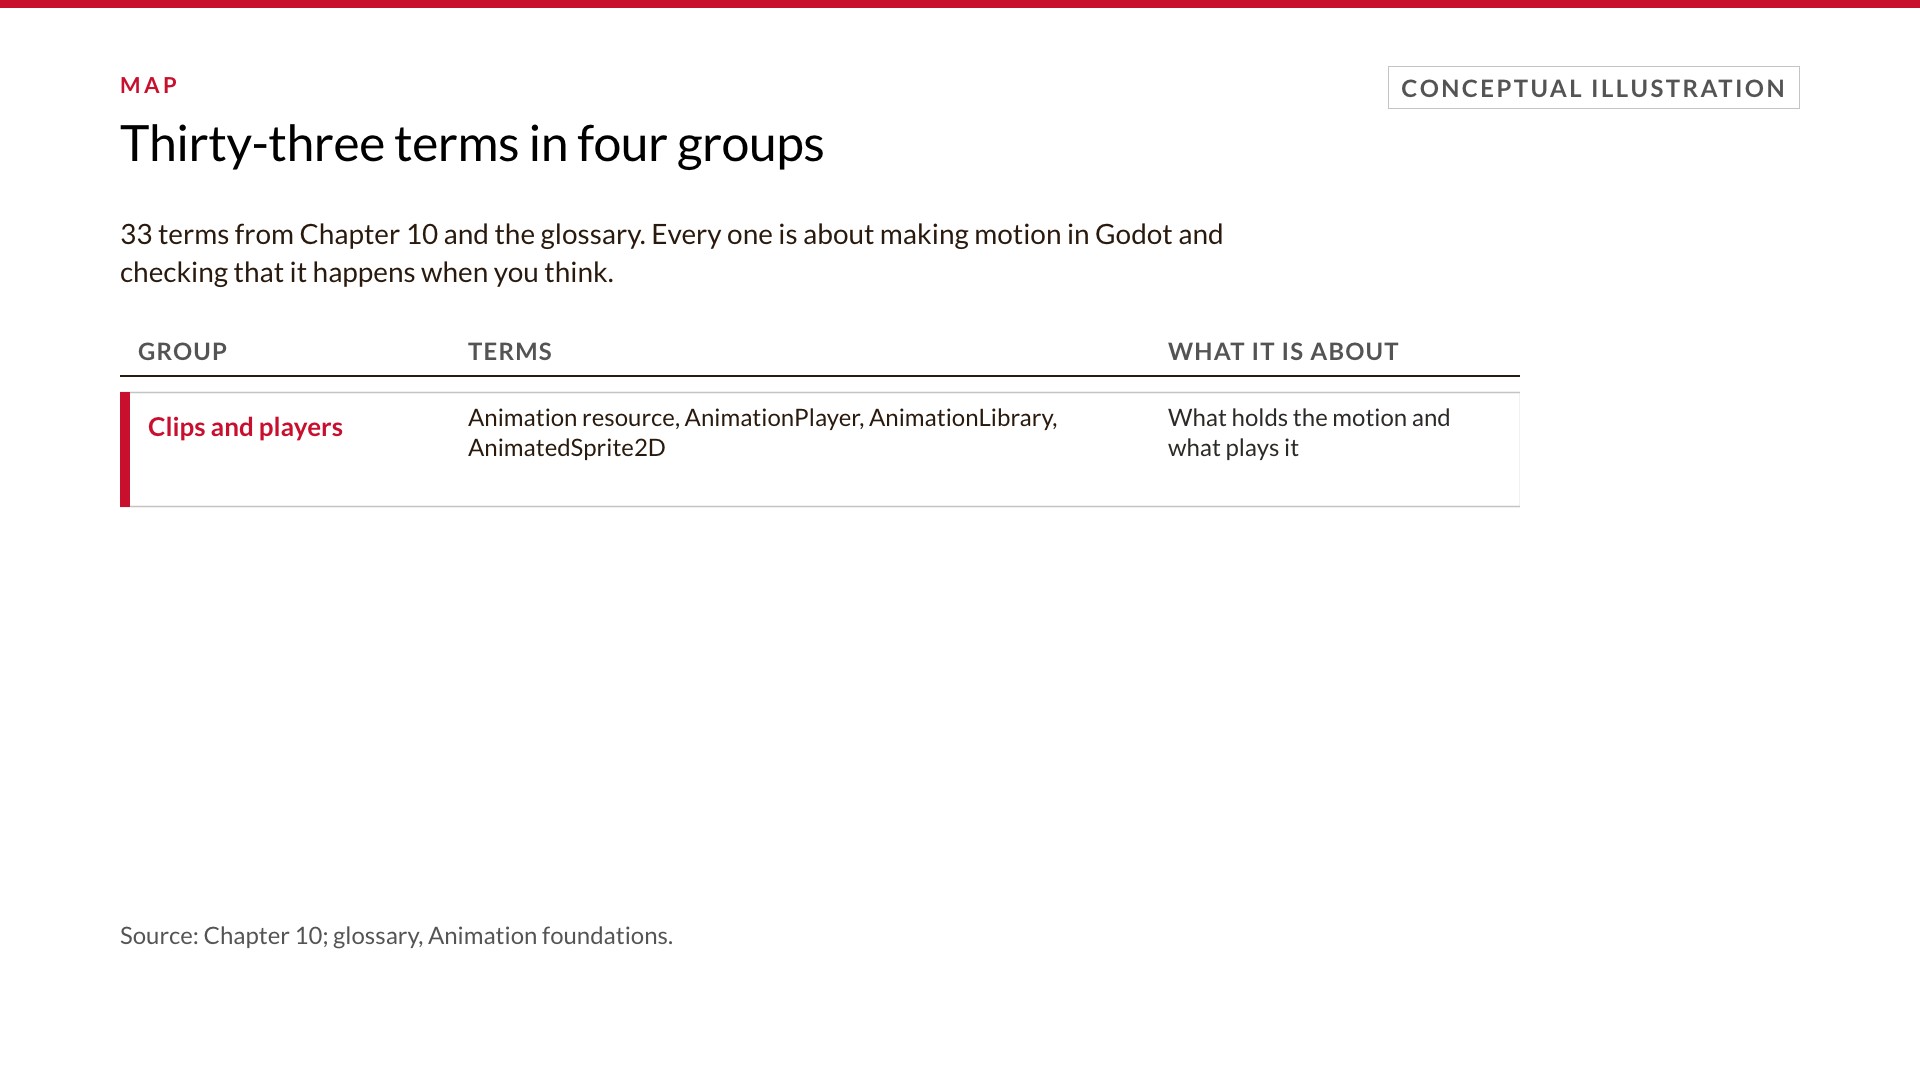 MAP
CONCEPTUAL ILLUSTRATION
Thirty-three terms in four groups
33 terms from Chapter 10 and the glossary. Every one is about making motion in Godot and
checking that it happens when you think.
GROUP TERMS WHAT IT IS ABOUT
Clips and players
Animation resource, AnimationPlayer, AnimationLibrary,
AnimatedSprite2D
What holds the motion and
what plays it
Source: Chapter 10; glossary, Animation foundations.